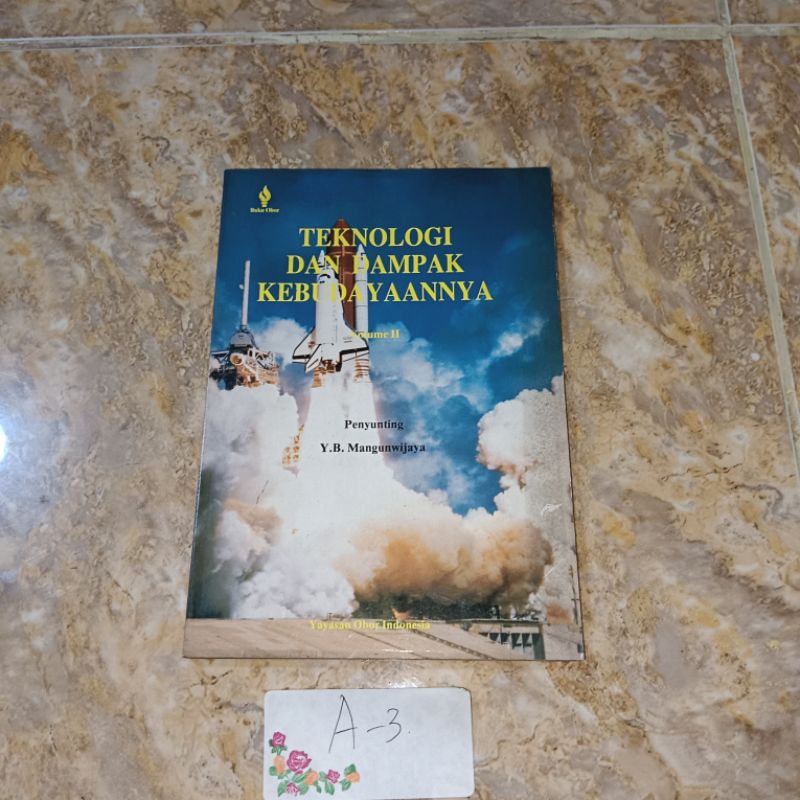 Buku Obor
TEKNOLOGI
DAN DAMPAK
KEBUDAYAANNYA
Volume II
Penyunting
Y.B. Mangunwijaya
Yayasan Obor Indonesia
A-3.